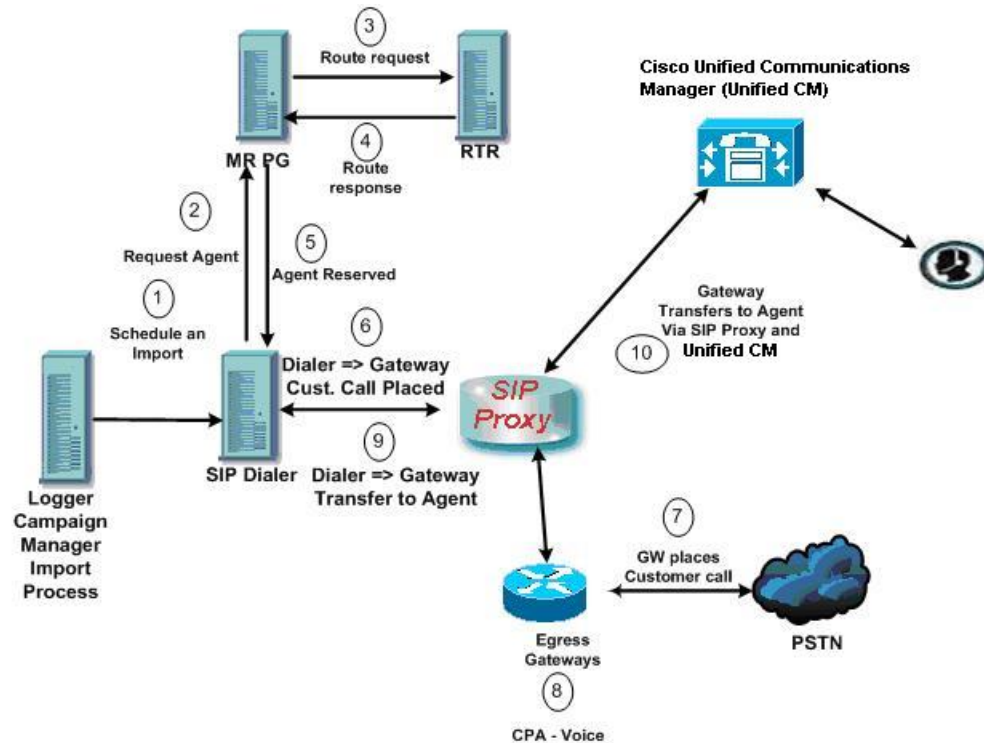 3
Route request
Cisco Unified Communications
Manager (Unified CM)
4
MR PG
Route
response
RTR
2
Request Agent
5
Agent Reserved
1
Schedule an
Import
6
Dialer => Gateway
Cust. Call Placed
Gateway
Transfers to Agent
Via SIP Proxy and
Unified CM
10
SIP
Proxy
9
Dialer => Gateway
Transfer to Agent
SIP Dialer
Logger
Campaign
Manager
Import
Process
7
GW places
Customer call
PSTN
Egress
Gateways
8
CPA - Voice